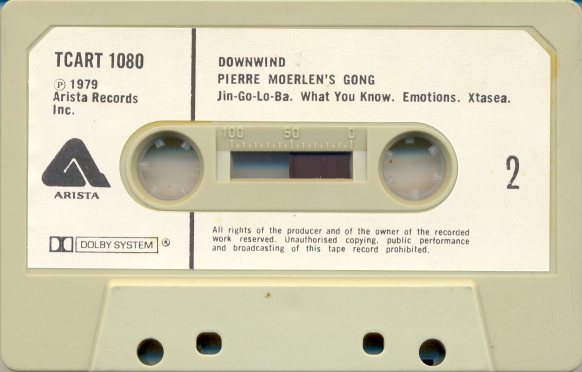 TCART 1080
℗ 1979
Arista Records
Inc.
ARISTA
DOLBY SYSTEM ®
DOWNWIND
PIERRE MOERLEN'S GONG
Jin-Go-Lo-Ba. What You Know. Emotions. Xtasea.
100 50 0
2
All rights of the producer and of the owner of the recorded
work reserved. Unauthorised copying, public performance
and broadcasting of this tape record prohibited.